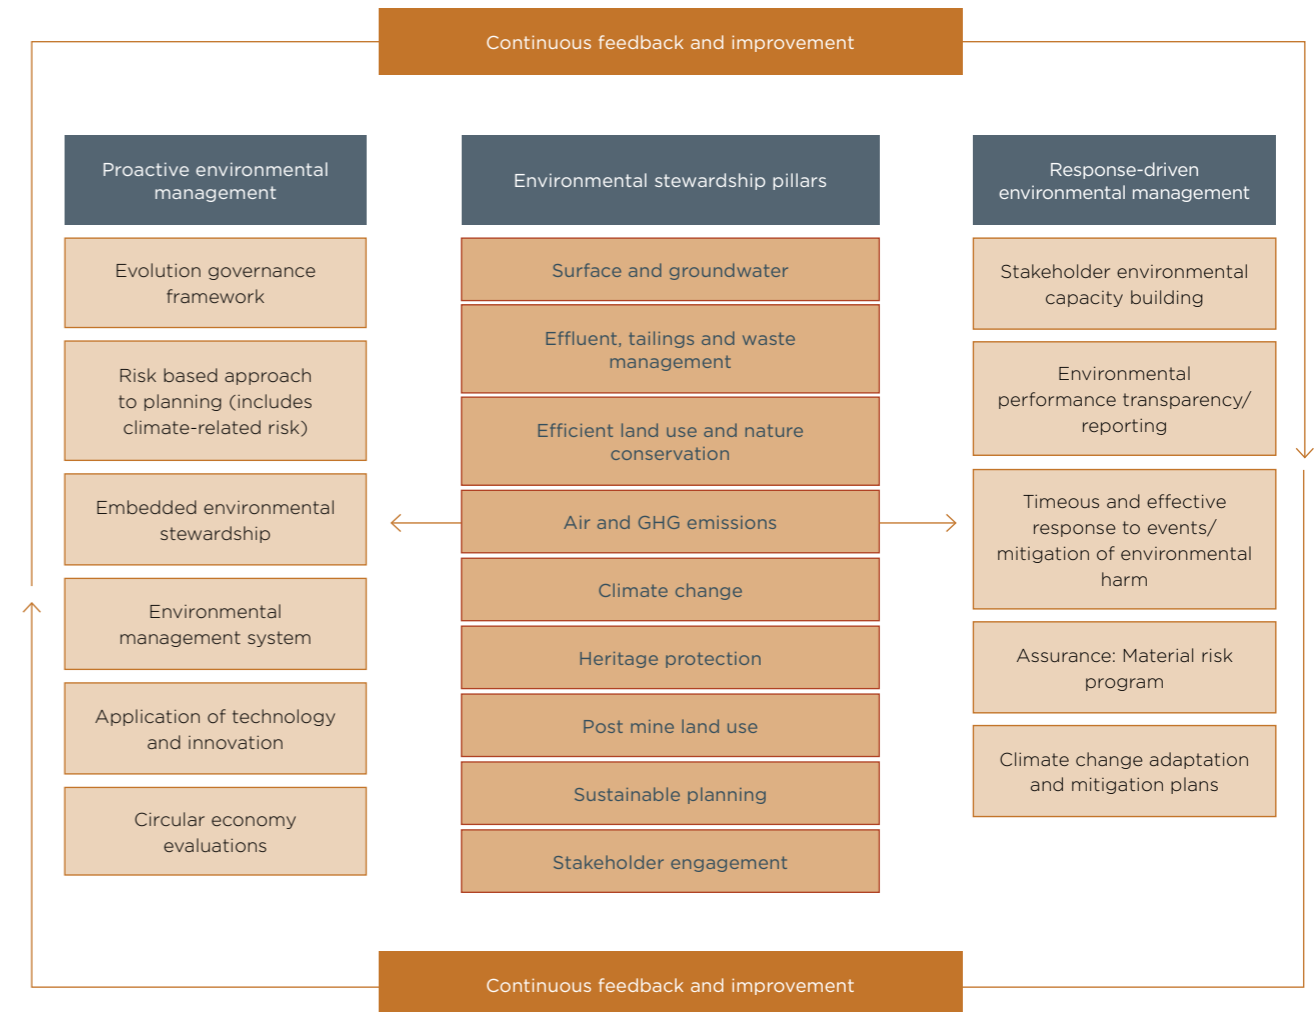 Continuous feedback and improvement
Proactive environmental
management
Evolution governance
framework
Risk based approach
to planning (includes
climate-related risk)
Embedded environmental
stewardship
Environmental
management system
Application of technology
and innovation
Circular economy
evaluations
Environmental stewardship pillars
Surface and groundwater
Effluent, tailings and waste
management
Efficient land use and nature
conservation
Air and GHG emissions
Climate change
Heritage protection
Post mine land use
Sustainable planning
Stakeholder engagement
Response-driven
environmental management
Stakeholder environmental
capacity building
Environmental
performance transparency/
reporting
Timeous and effective
response to events/
mitigation of environmental
harm
Assurance: Material risk
program
Climate change adaptation
and mitigation plans
Continuous feedback and improvement